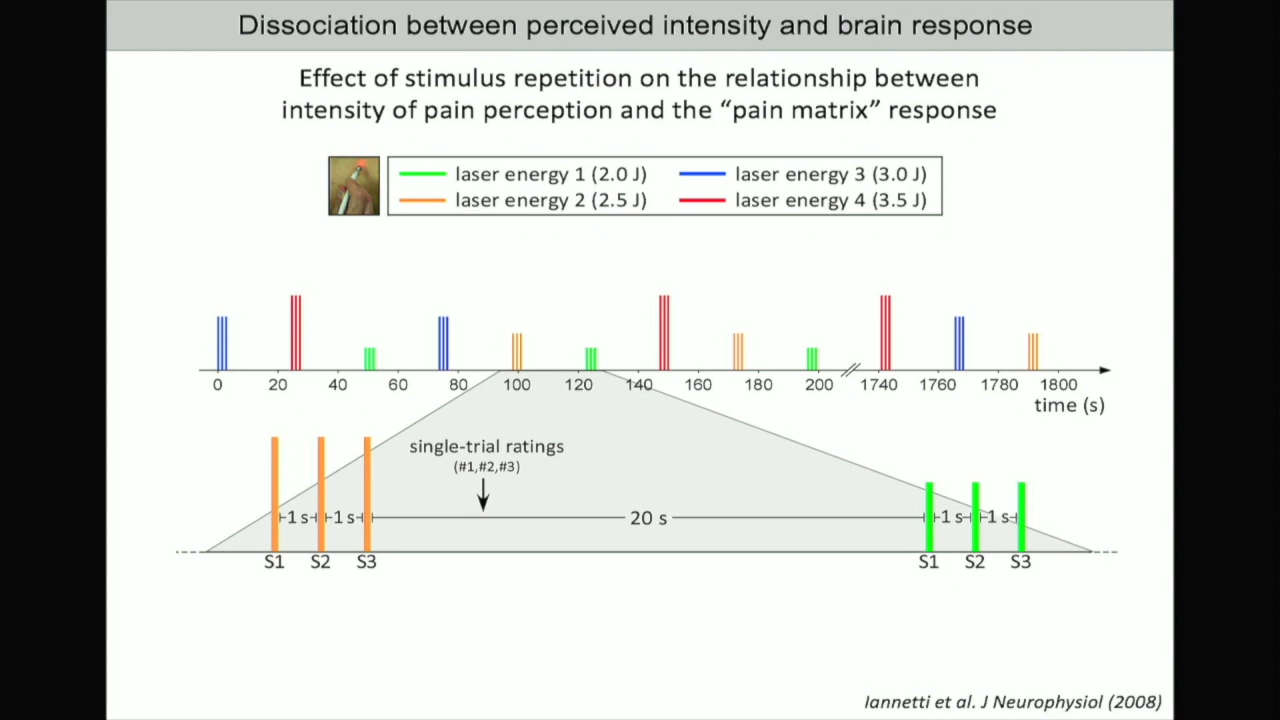 Dissociation between perceived intensity and brain response
Effect of stimulus repetition on the relationship between
intensity of pain perception and the “pain matrix” response
laser energy 1 (2.0 J) laser energy 3 (3.0 J)
laser energy 2 (2.5 J) laser energy 4 (3.5 J)
0 20 40 60 80 100 120 140 160 180 200 1740 1760 1780 1800
time (s)
single-trial ratings
(#1,#2,#3)
1 s 1 s 20 s 1 s 1 s
S1 S2 S3 S1 S2 S3
Iannetti et al. J Neurophysiol (2008)